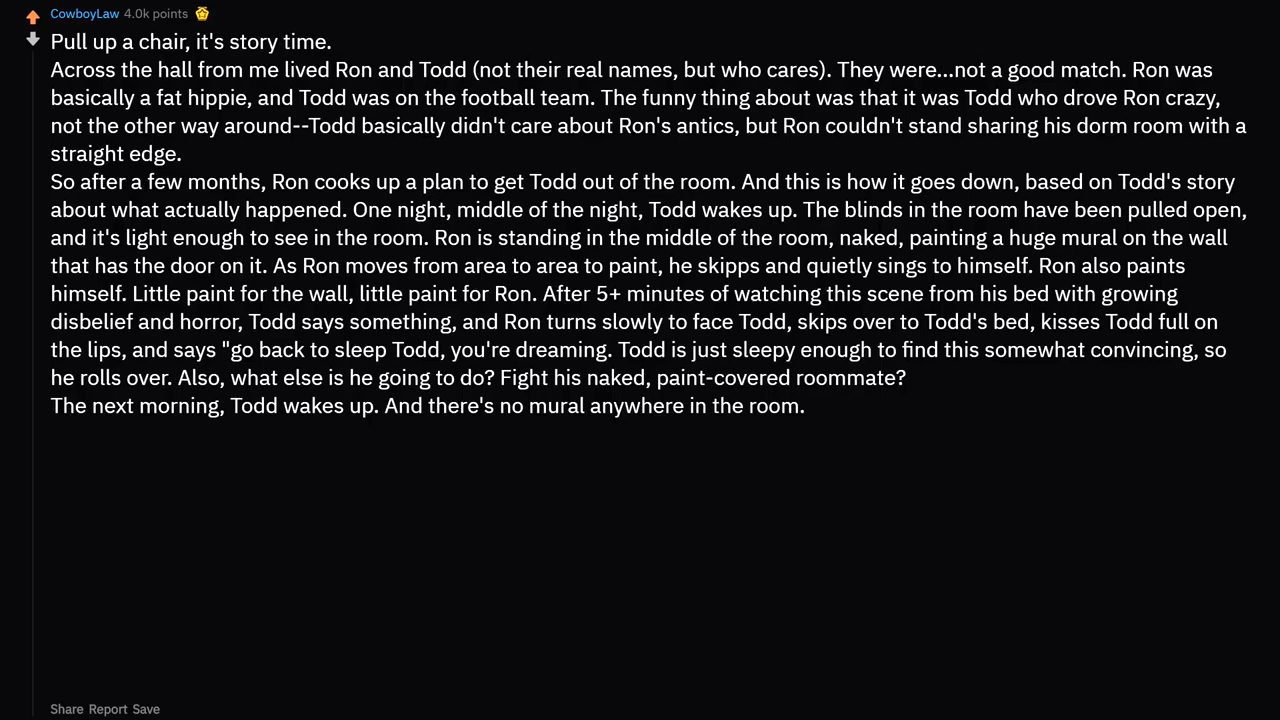 CowboyLaw 4.0k points
Pull up a chair, it's story time.
Across the hall from me lived Ron and Todd (not their real names, but who cares). They were...not a good match. Ron was
basically a fat hippie, and Todd was on the football team. The funny thing about was that it was Todd who drove Ron crazy,
not the other way around--Todd basically didn't care about Ron's antics, but Ron couldn't stand sharing his dorm room with a
straight edge.
So after a few months, Ron cooks up a plan to get Todd out of the room. And this is how it goes down, based on Todd's story
about what actually happened. One night, middle of the night, Todd wakes up. The blinds in the room have been pulled open,
and it's light enough to see in the room. Ron is standing in the middle of the room, naked, painting a huge mural on the wall
that has the door on it. As Ron moves from area to area to paint, he skipps and quietly sings to himself. Ron also paints
himself. Little paint for the wall, little paint for Ron. After 5+ minutes of watching this scene from his bed with growing
disbelief and horror, Todd says something, and Ron turns slowly to face Todd, skips over to Todd's bed, kisses Todd full on
the lips, and says "go back to sleep Todd, you're dreaming. Todd is just sleepy enough to find this somewhat convincing, so
he rolls over. Also, what else is he going to do? Fight his naked, paint-covered roommate?
The next morning, Todd wakes up. And there's no mural anywhere in the room.
Share Report Save